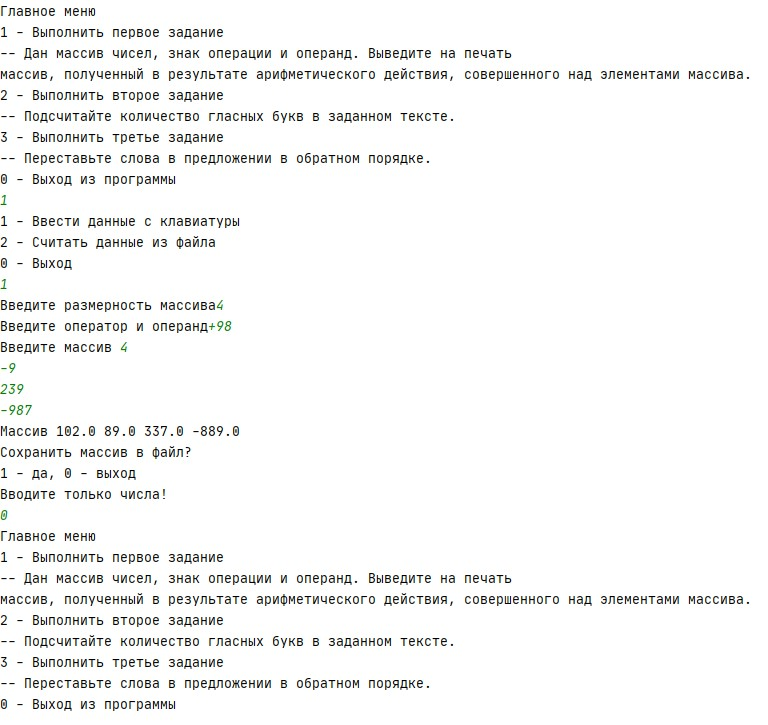 Главное меню
1 - Выполнить первое задание
-- Дан массив чисел, знак операции и операнд. Выведите на печать
массив, полученный в результате арифметического действия, совершенного над элементами массива.
2 - Выполнить второе задание
-- Подсчитайте количество гласных букв в заданном тексте.
3 - Выполнить третье задание
-- Переставьте слова в предложении в обратном порядке.
0 - Выход из программы
1
1 - Ввести данные с клавиатуры
2 - Считать данные из файла
0 - Выход
1
Введите размерность массива4
Введите оператор и операнд+98
Введите массив 4
-9
239
-987
Массив 102.0 89.0 337.0 -889.0
Сохранить массив в файл?
1 - да, 0 - выход
Вводите только числа!
0
Главное меню
1 - Выполнить первое задание
-- Дан массив чисел, знак операции и операнд. Выведите на печать
массив, полученный в результате арифметического действия, совершенного над элементами массива.
2 - Выполнить второе задание
-- Подсчитайте количество гласных букв в заданном тексте.
3 - Выполнить третье задание
-- Переставьте слова в предложении в обратном порядке.
0 - Выход из программы